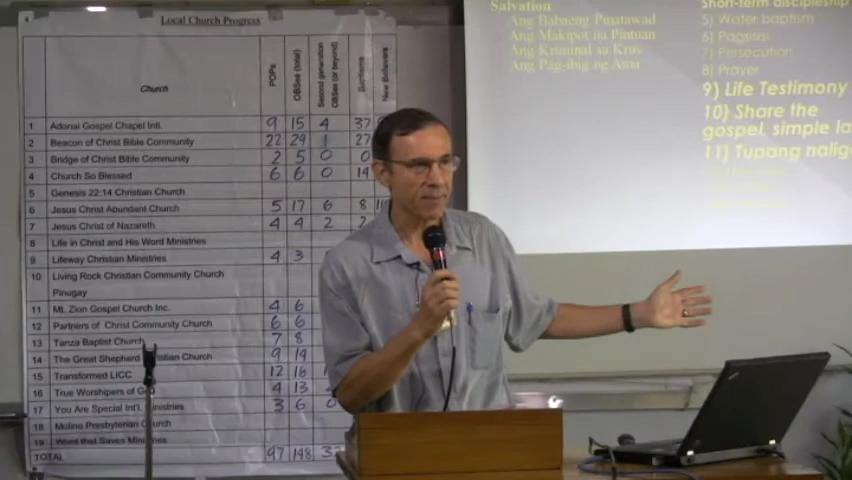 Local Church Progress
Church POPs OBSes (total) Second generation OBSes (or beyond) Baptisms New Believers
1 Adonai Gospel Chapel Intl. 9 15 4 37
2 Beacon of Christ Bible Community 22 29 1 27
3 Bridge of Christ Bible Community 2 5 0 0
4 Church So Blessed 6 6 0 14
5 Genesis 22:14 Christian Church
6 Jesus Christ Abundant Church 5 17 6 8
7 Jesus Christ of Nazareth 4 4 2 2
8 Life in Christ and His Word Ministries
9 Lifeway Christian Ministries 4 3
10 Living Rock Christian Community Church
Pinugay
11 Mt. Zion Gospel Church Inc. 4 6
12 Partners of Christ Community Church 6 6
13 Tanza Baptist Church 7 8
14 The Great Shepherd Christian Church 9 19
15 Transformed LICC 12 16
16 True Worshipers of God 4 13
17 You Are Special Int'l. Ministries 3 6 0
18 Molino Presbyterian Church
19 Word that Saves Ministries
TOTAL 97 148
Salvation
Ang Babaeng Pinatawad
Ang Makipot na Pintuan
Ang Kriminal sa Krus
Ang Pag-ibig ng Ama
Short-term discipleship
5) Water baptism
6) Pagsisi
7) Persecution
8) Prayer
9) Life Testimony
10) Share the
gospel, simple
11) Tupang